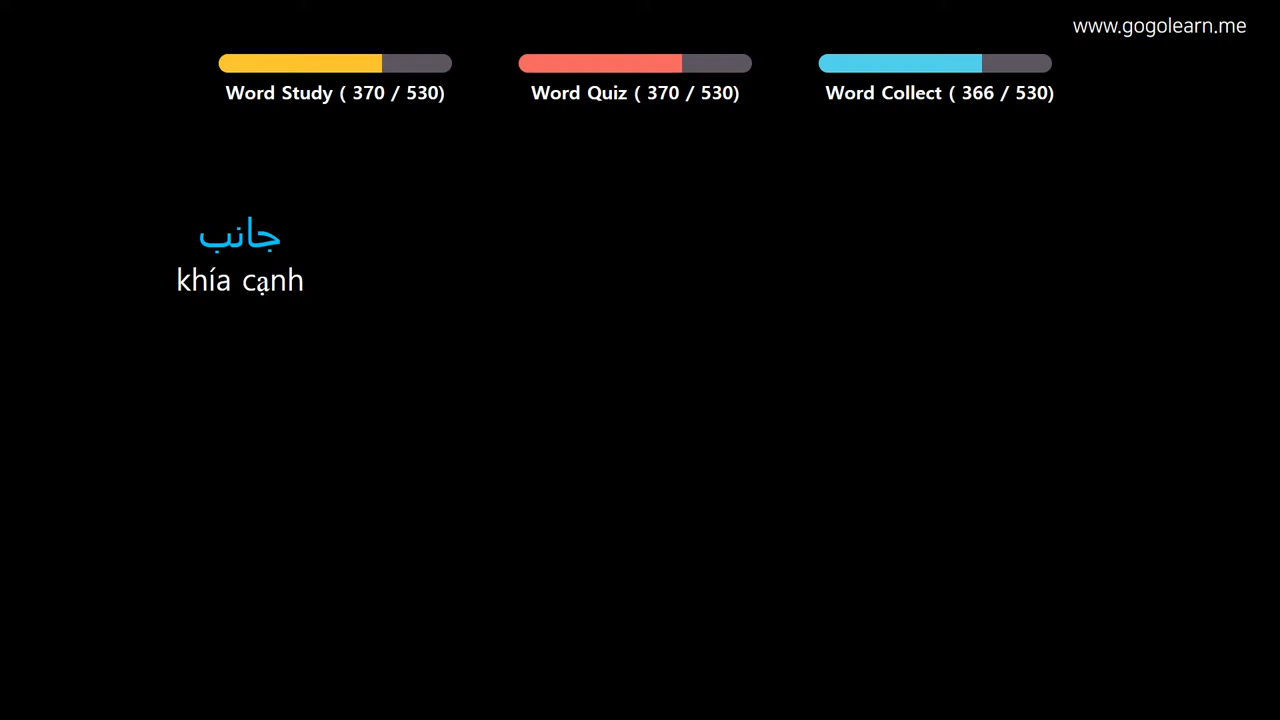 www.gogolearn.me
Word Study ( 370 / 530)
Word Quiz ( 370 / 530)
Word Collect ( 366 / 530)
جانب
khía cạnh